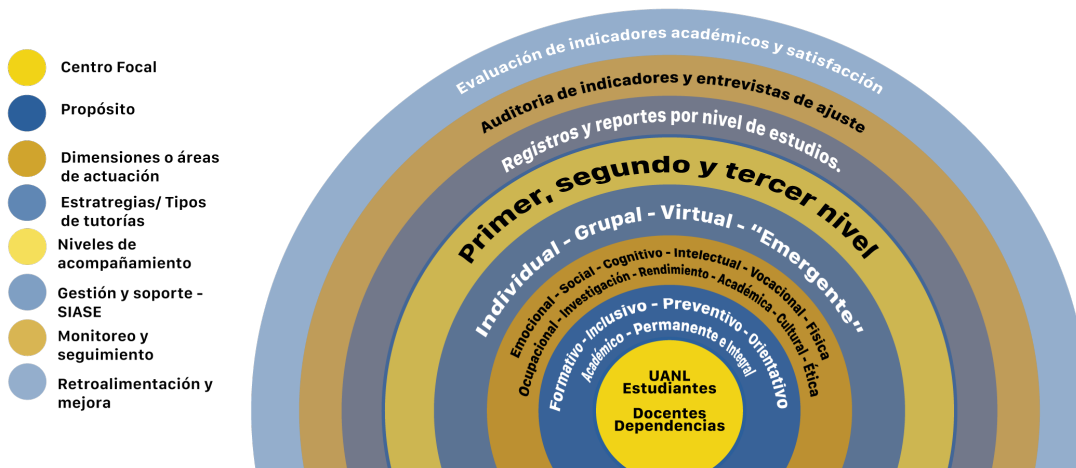 Centro Focal
Propósito
Dimensiones o áreas
de actuación
Estratregias/ Tipos
de tutorías
Niveles de
acompañamiento
Gestión y soporte -
SIASE
Monitoreo y
seguimiento
Retroalimentación y
mejora
Evaluación de indicadores académicos y satisfacción
Auditoria de indicadores y entrevistas de ajuste
Registros y reportes por nivel de estudios.
Primer, segundo y tercer nivel
Individual - Grupal - Virtual - "Emergente"
Emocional - Social - Cognitivo - Intelectual - Vocacional - Física
Ocupacional - Investigación - Rendimiento - Académica - Cultural - Ética
Formativo - Inclusivo - Preventivo - Orientativo
Académico - Permanente e Integral
UANL
Estudiantes
Docentes
Dependencias